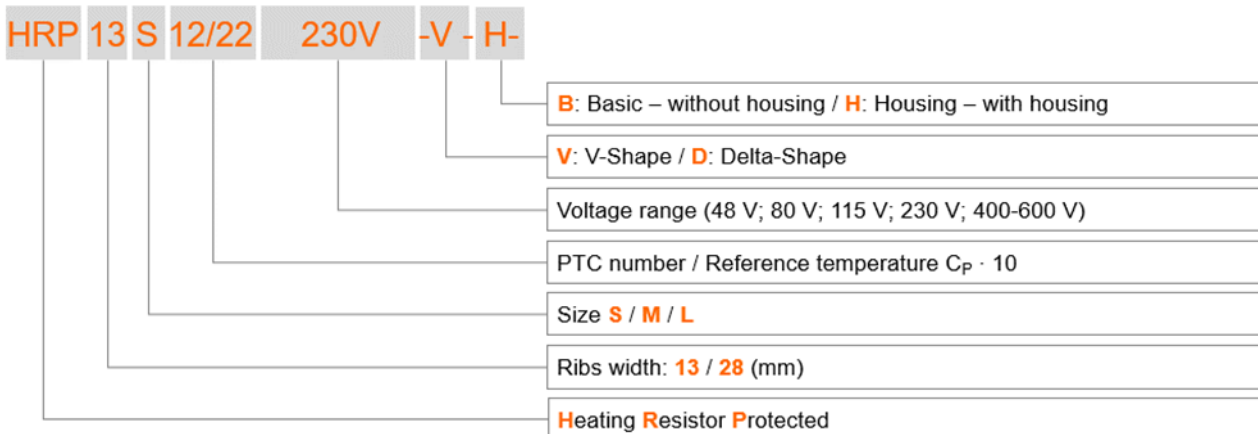 HRP 13 S 12/22 230V -V - H-
B: Basic – without housing / H: Housing – with housing
V: V-Shape / D: Delta-Shape
Voltage range (48 V; 80 V; 115 V; 230 V; 400-600 V)
PTC number / Reference temperature Cₚ · 10
Size S / M / L
Ribs width: 13 / 28 (mm)
Heating Resistor Protected